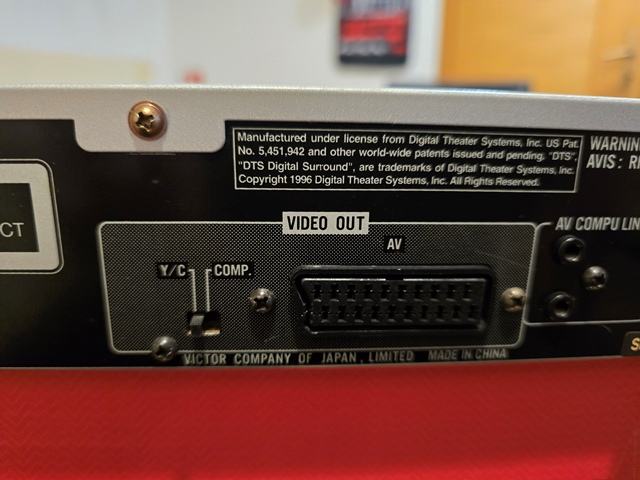 Manufactured under license from Digital Theater Systems, Inc. US Pat.
No. 5,451,942 and other world-wide patents issued and pending. "DTS",
"DTS Digital Surround", are trademarks of Digital Theater Systems, Inc.
Copyright 1996 Digital Theater Systems, Inc. All Rights Reserved.
WARNIN
AVIS : RI
CT
VIDEO OUT
AV
Y/C
COMP.
AV COMPU LIN
VICTOR COMPANY OF JAPAN, LIMITED MADE IN CHINA
S